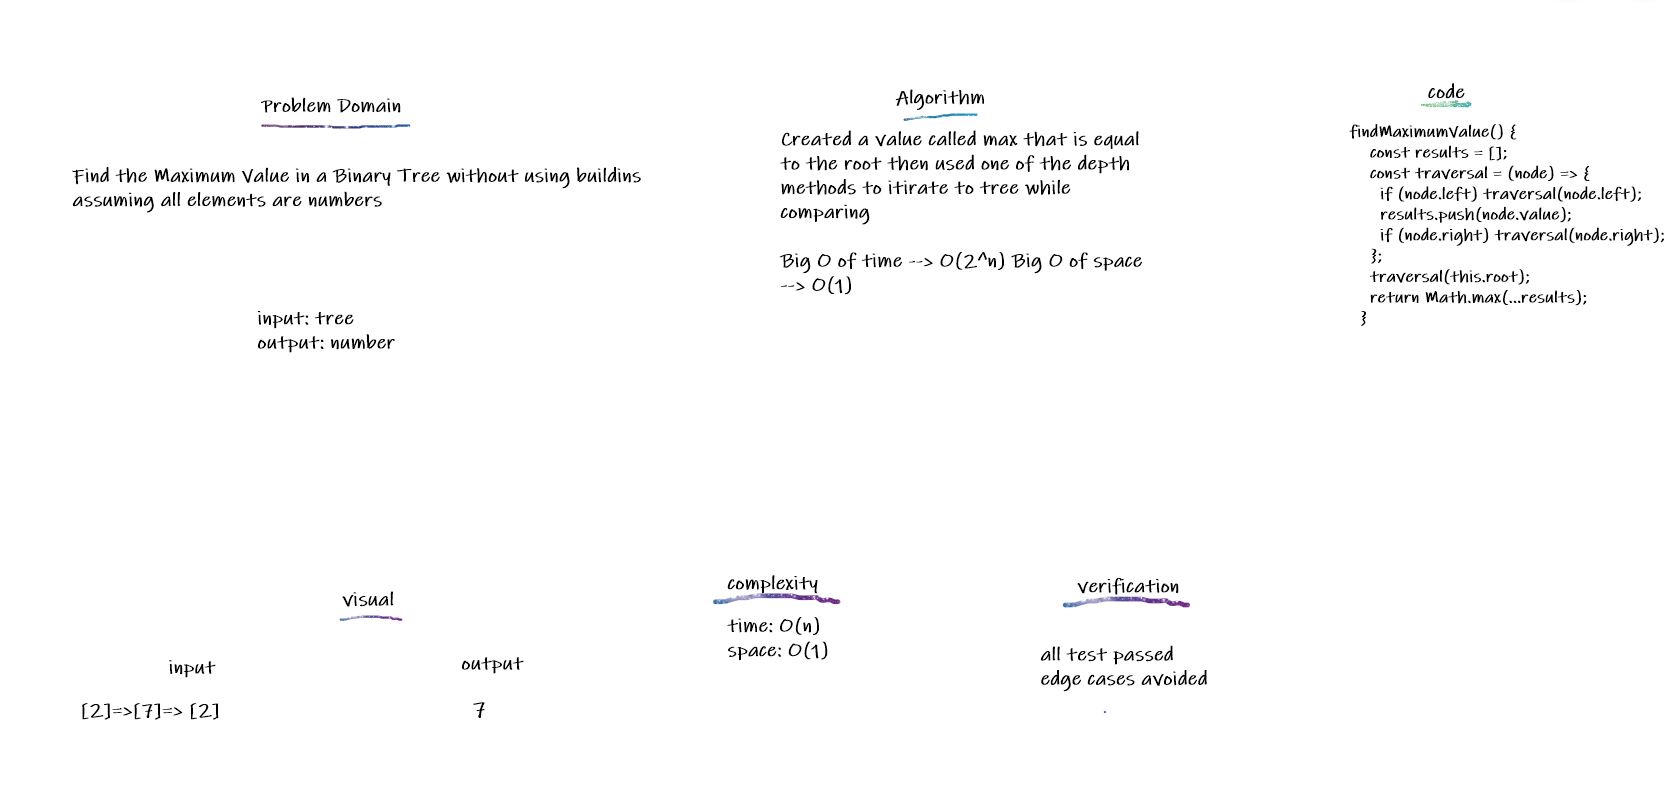 Problem Domain
Find the Maximum Value in a Binary Tree without using buildins
assuming all elements are numbers
input: tree
output: number
Algorithm
Created a value called max that is equal
to the root then used one of the depth
methods to itirate to tree while
comparing
Big O of time --> O(2^n) Big O of space
--> O(1)
code
findMaximumValue() {
const results = [];
const traversal = (node) => {
if (node.left) traversal(node.left);
results.push(node.value);
if (node.right) traversal(node.right);
};
traversal(this.root);
return Math.max(...results);
}
visual
input
output
[2]=>[7]=> [2]
7
complexity
time: O(n)
space: O(1)
verification
all test passed
edge cases avoided